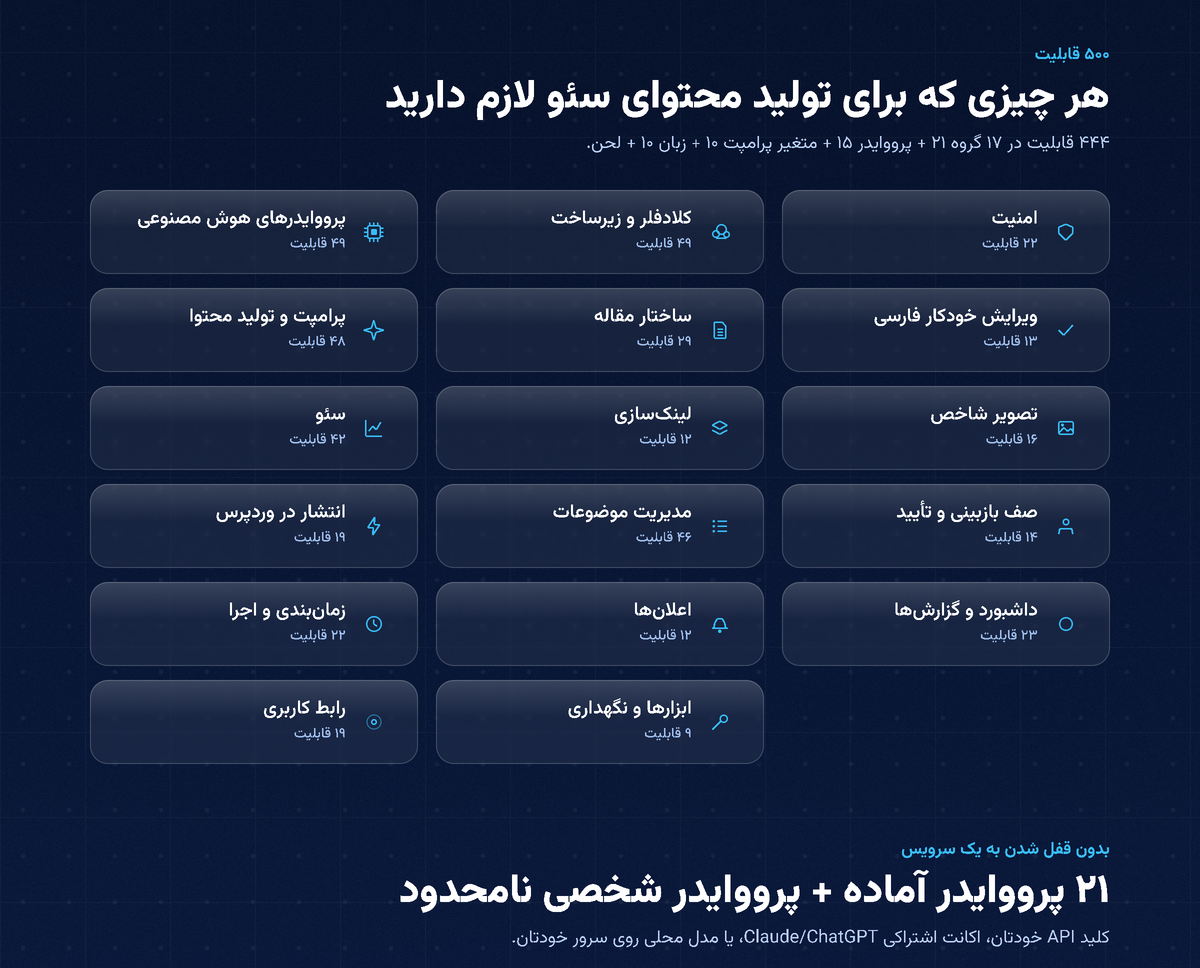 ۵۰۰ قابلیت
هر چیزی که برای تولید محتوای سئو لازم دارید
۴۴۴ قابلیت در ۱۷ گروه ۲۱ + پرووایدر ۱۵ + متغیر پرامپت ۱۰ + زبان ۱۰ + لحن.
امنیت
۲۲ قابلیت
کلادفلر و زیرساخت
۴۹ قابلیت
پرووایدرهای هوش مصنوعی
۴۹ قابلیت
ویرایش خودکار فارسی
۱۳ قابلیت
ساختار مقاله
۲۹ قابلیت
پرامپت و تولید محتوا
۴۸ قابلیت
تصویر شاخص
۱۶ قابلیت
لینک‌سازی
۱۲ قابلیت
سئو
۴۲ قابلیت
صف بازبینی و تأیید
۱۴ قابلیت
مدیریت موضوعات
۴۶ قابلیت
انتشار در وردپرس
۱۹ قابلیت
داشبورد و گزارش‌ها
۲۳ قابلیت
اعلان‌ها
۱۲ قابلیت
زمان‌بندی و اجرا
۲۲ قابلیت
ابزارها و نگهداری
۹ قابلیت
رابط کاربری
۱۹ قابلیت
بدون قفل شدن به یک سرویس
۲۱ پرووایدر آماده + پرووایدر شخصی نامحدود
کلید API خودتان، اکانت اشتراکی Claude/ChatGPT، یا مدل محلی روی سرور خودتان.